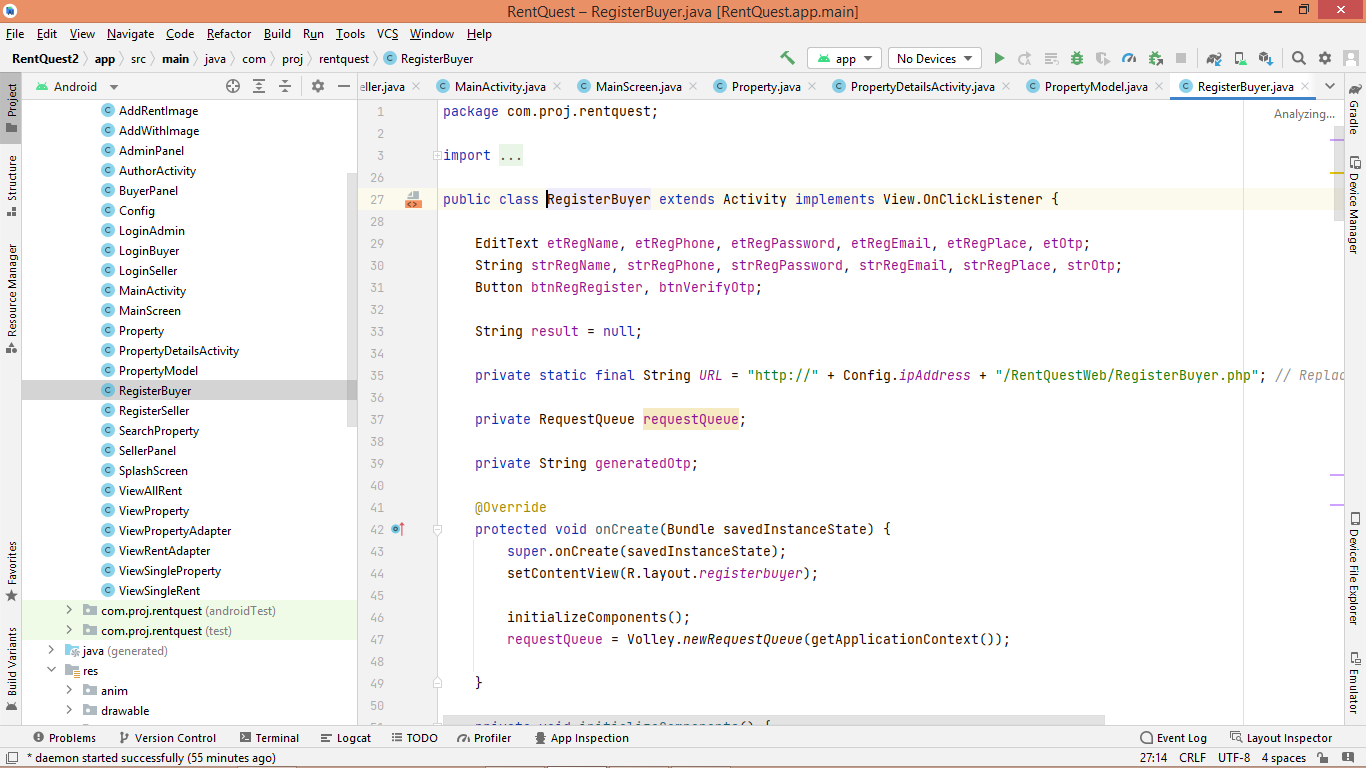 RentQuest – RegisterBuyer.java [RentQuest.app.main]
File Edit View Navigate Code Refactor Build Run Tools VCS Window Help
RentQuest2 app src main java com proj rentquest RegisterBuyer
app No Devices
Android
eller.java MainActivity.java MainScreen.java Property.java PropertyDetailsActivity.java PropertyModel.java RegisterBuyer.java
Project
Structure
Resource Manager
Favorites
Build Variants
AddRentImage
AddWithImage
AdminPanel
AuthorActivity
BuyerPanel
Config
LoginAdmin
LoginBuyer
LoginSeller
MainActivity
MainScreen
Property
PropertyDetailsActivity
PropertyModel
RegisterBuyer
RegisterSeller
SearchProperty
SellerPanel
SplashScreen
ViewAllRent
ViewProperty
ViewPropertyAdapter
ViewRentAdapter
ViewSingleProperty
ViewSingleRent
com.proj.rentquest (androidTest)
com.proj.rentquest (test)
java (generated)
res
anim
drawable
Analyzing...
1 package com.proj.rentquest;
2
3 import ...
26
27 public class RegisterBuyer extends Activity implements View.OnClickListener {
28
29 EditText etRegName, etRegPhone, etRegPassword, etRegEmail, etRegPlace, etOtp;
30 String strRegName, strRegPhone, strRegPassword, strRegEmail, strRegPlace, strOtp;
31 Button btnRegRegister, btnVerifyOtp;
32
33 String result = null;
34
35 private static final String URL = "http://" + Config.ipAddress + "/RentQuestWeb/RegisterBuyer.php"; // Replac
36
37 private RequestQueue requestQueue;
38
39 private String generatedOtp;
40
41 @Override
42 protected void onCreate(Bundle savedInstanceState) {
43 super.onCreate(savedInstanceState);
44 setContentView(R.layout.registerbuyer);
45
46 initializeComponents();
47 requestQueue = Volley.newRequestQueue(getApplicationContext());
48
49 }
50
51 private void initializeComponents() {
Gradle
Device Manager
Device File Explorer
Emulator
Problems Version Control Terminal Logcat TODO Profiler App Inspection Event Log Layout Inspector
* daemon started successfully (55 minutes ago) 27:14 CRLF UTF-8 4 spaces